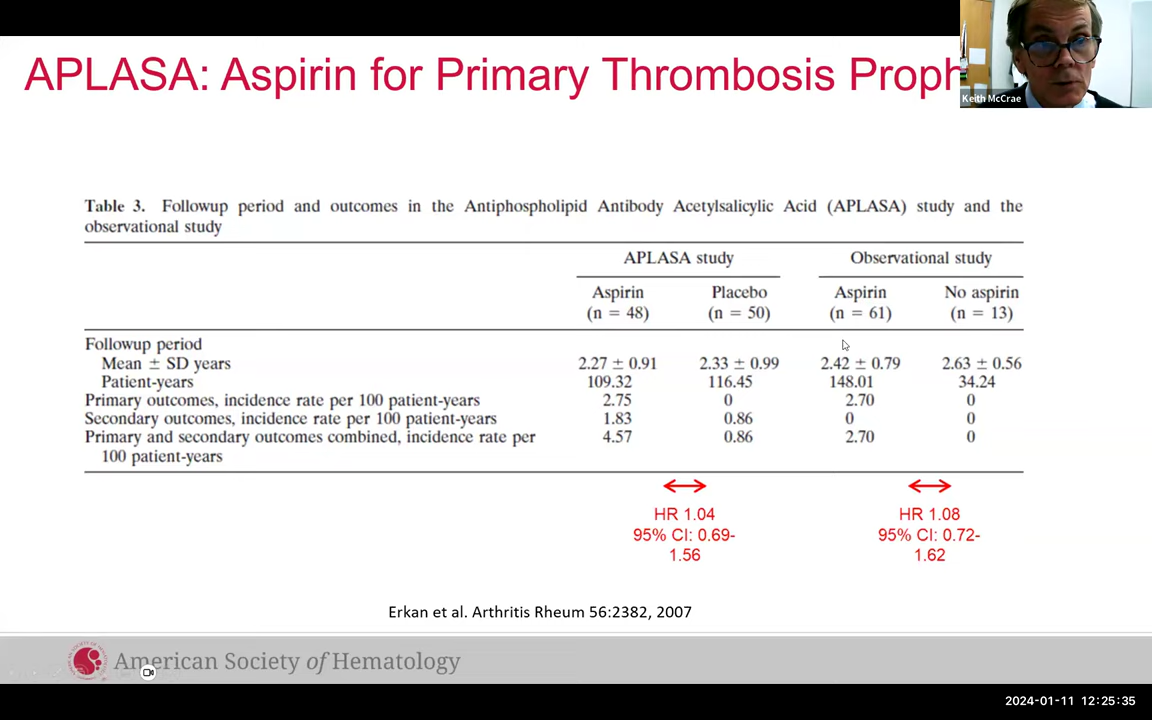 APLASA: Aspirin for Primary Thrombosis Proph
Keith McCrae
Table 3. Followup period and outcomes in the Antiphospholipid Antibody Acetylsalicylic Acid (APLASA) study and the
observational study
APLASA study Observational study
Aspirin Placebo Aspirin No aspirin
(n = 48) (n = 50) (n = 61) (n = 13)
Followup period
Mean ± SD years 2.27 ± 0.91 2.33 ± 0.99 2.42 ± 0.79 2.63 ± 0.56
Patient-years 109.32 116.45 148.01 34.24
Primary outcomes, incidence rate per 100 patient-years 2.75 0 2.70 0
Secondary outcomes, incidence rate per 100 patient-years 1.83 0.86 0 0
Primary and secondary outcomes combined, incidence rate per 4.57 0.86 2.70 0
100 patient-years
HR 1.04 HR 1.08
95% CI: 0.69- 95% CI: 0.72-
1.56 1.62
Erkan et al. Arthritis Rheum 56:2382, 2007
American Society of Hematology
2024-01-11 12:25:35